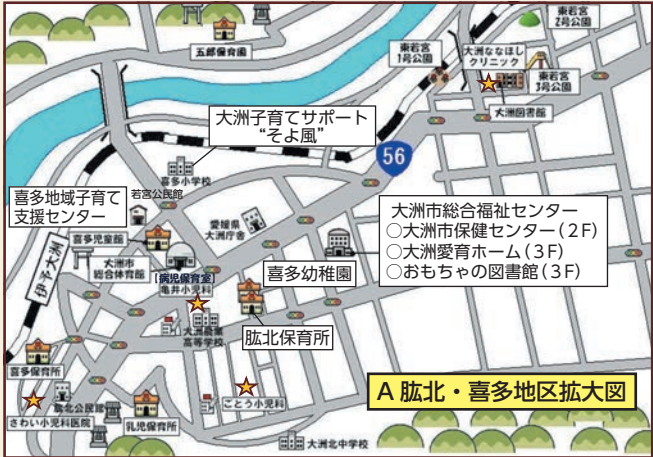 五郎保育園
東若宮
1号公園
大洲ななほし
クリニック
東若宮
2号公園
東若宮
3号公園
大洲図書館
大洲子育てサポート
“そよ風”
56
喜多小学校
若宮公民館
喜多地域子育て
支援センター
喜多児童館
愛媛県
大洲庁舎
大洲市総合福祉センター
○大洲市保健センター(2F)
○大洲愛育ホーム(3F)
○おもちゃの図書館(3F)
伊予大洲
大洲市
総合体育館
[病児保育室]
亀井小児科
喜多幼稚園
大洲農業
高等学校
肱北保育所
喜多保育所
肱北公民館
さわい小児科医院
乳児保育所
ごとう小児科
A 肱北・喜多地区拡大図
大洲北中学校